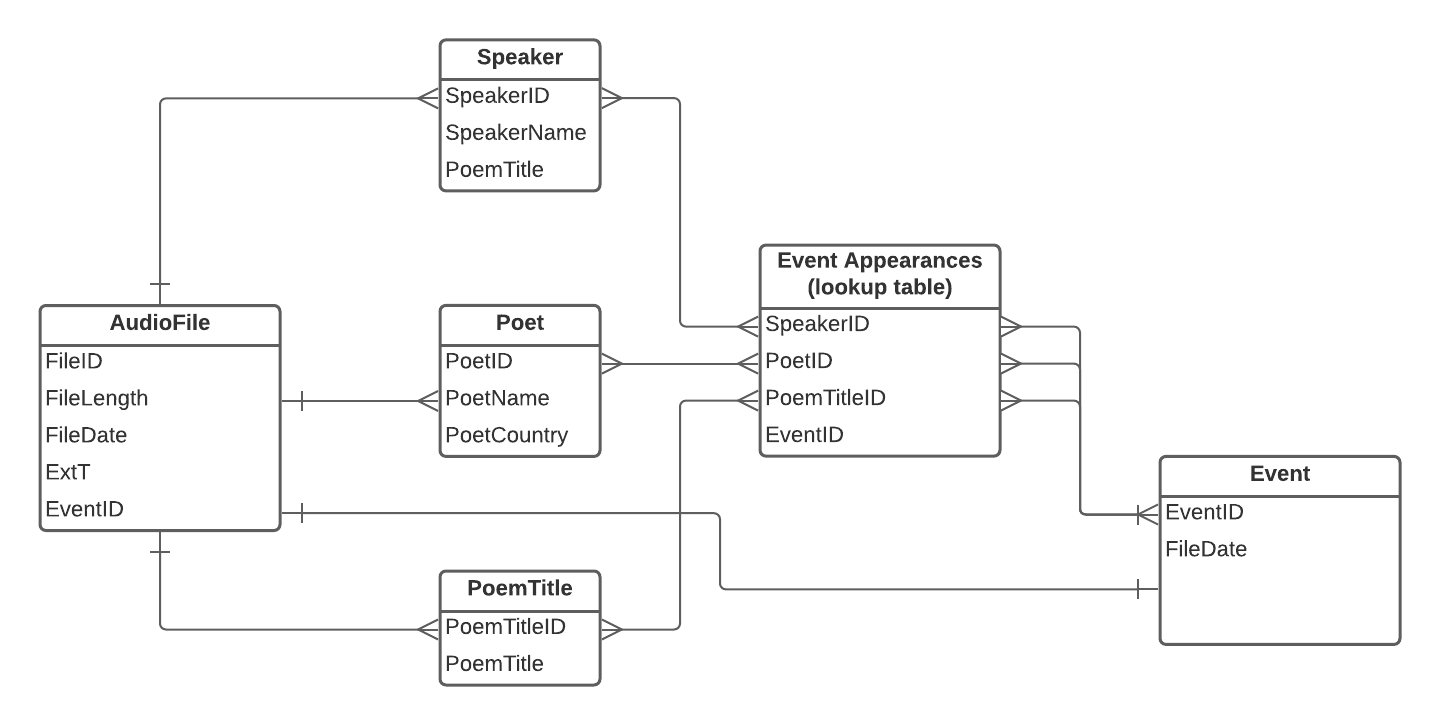 Speaker
SpeakerID
SpeakerName
PoemTitle
AudioFile
FileID
FileLength
FileDate
ExtT
EventID
Poet
PoetID
PoetName
PoetCountry
PoemTitle
PoemTitleID
PoemTitle
Event Appearances
(lookup table)
SpeakerID
PoetID
PoemTitleID
EventID
Event
EventID
FileDate